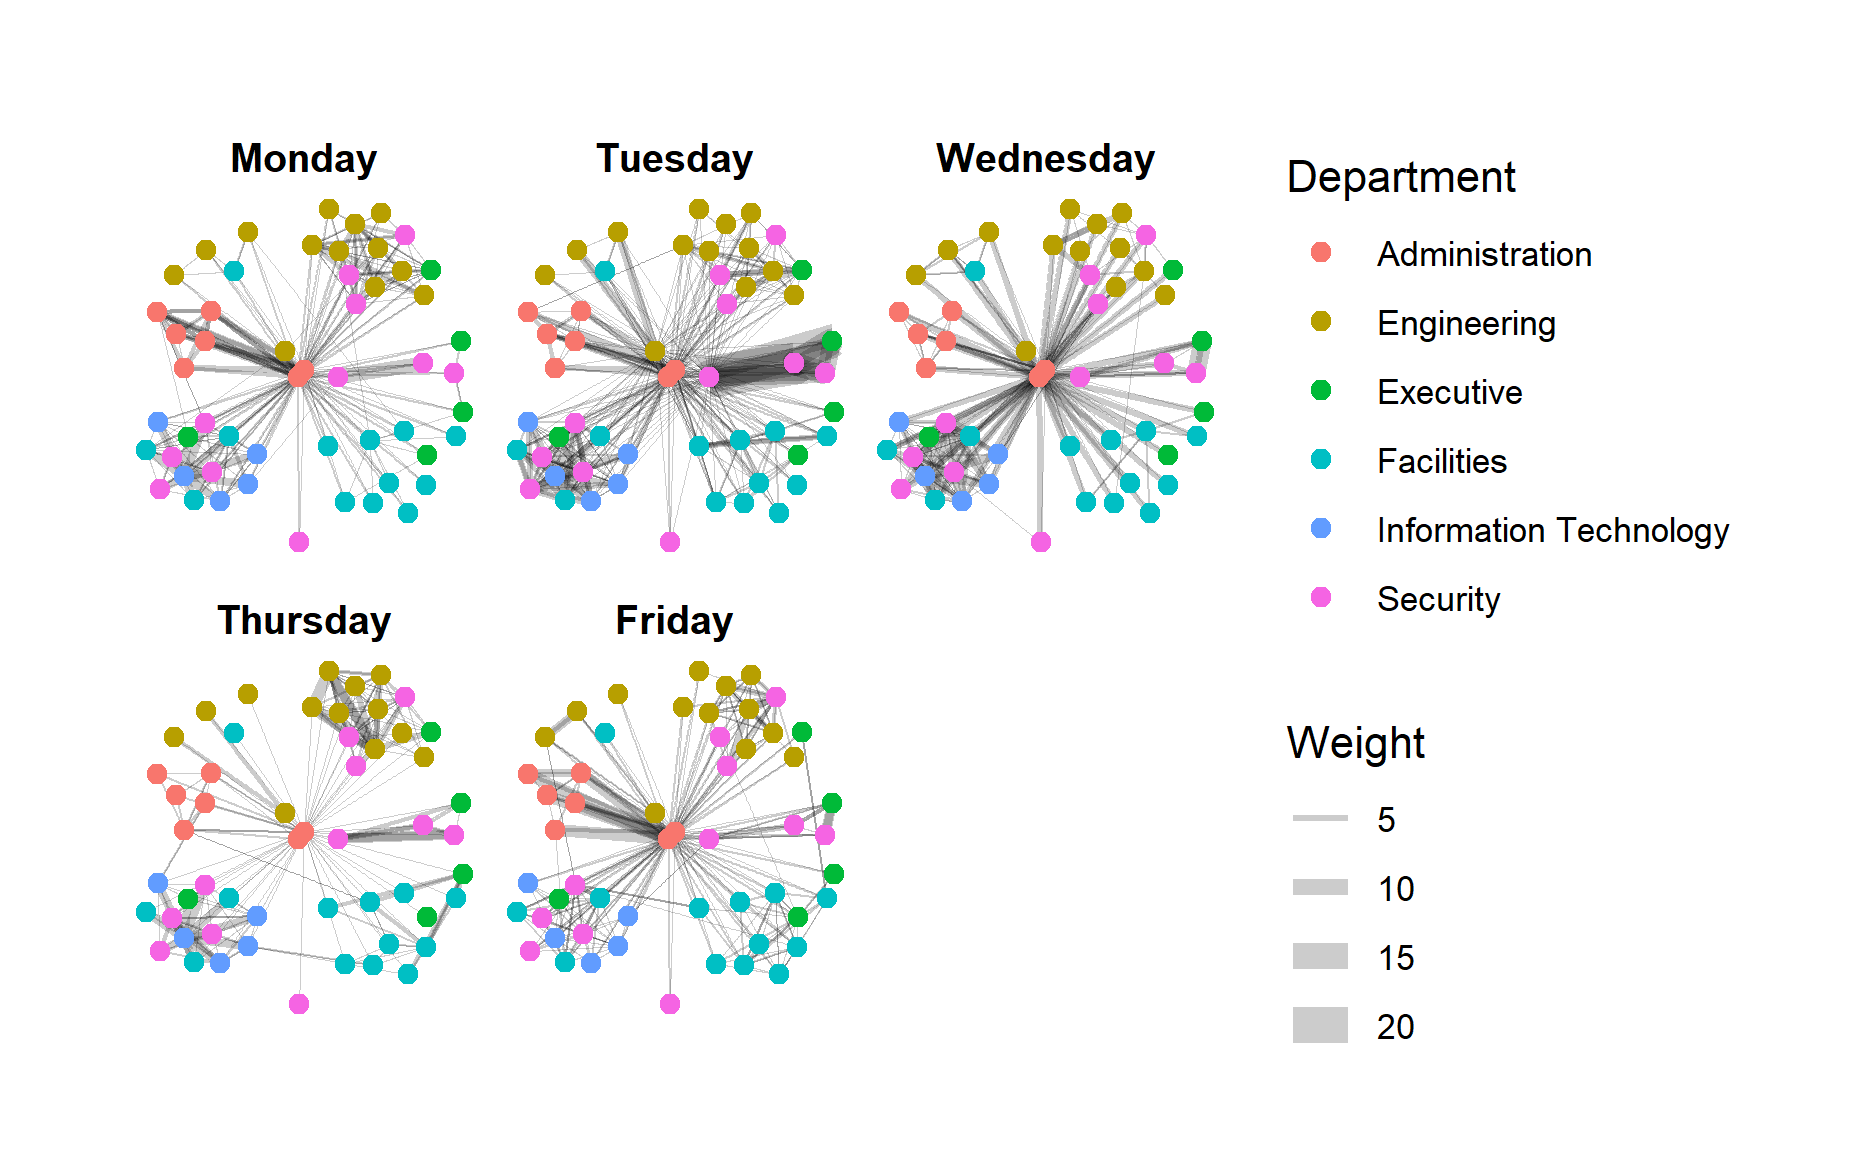 Monday
Tuesday
Wednesday
Thursday
Friday
Department
Administration
Engineering
Executive
Facilities
Information Technology
Security
Weight
5
10
15
20